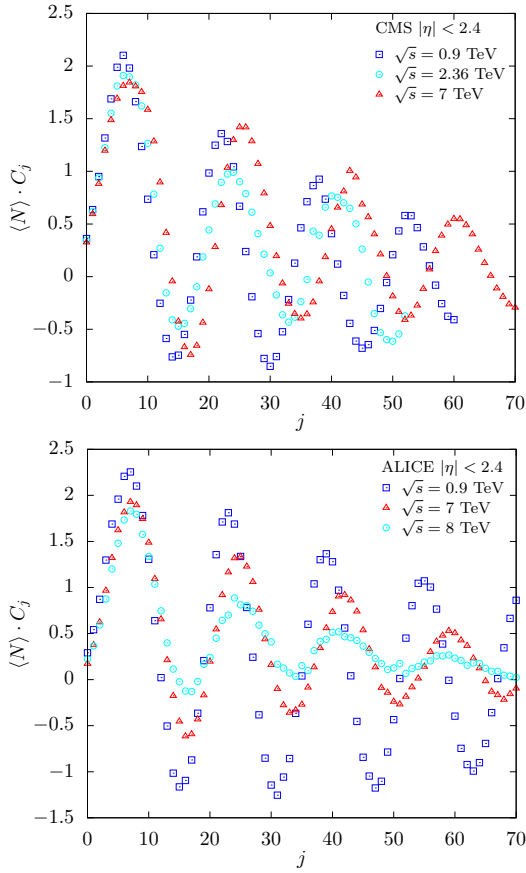 CMS |η| < 2.4
√s = 0.9 TeV
√s = 2.36 TeV
√s = 7 TeV
⟨N⟩ · C_j
2.5
2
1.5
1
0.5
0
−0.5
−1
0 10 20 30 40 50 60 70
j
ALICE |η| < 2.4
√s = 0.9 TeV
√s = 7 TeV
√s = 8 TeV
⟨N⟩ · C_j
2.5
2
1.5
1
0.5
0
−0.5
−1
−1.5
0 10 20 30 40 50 60 70
j